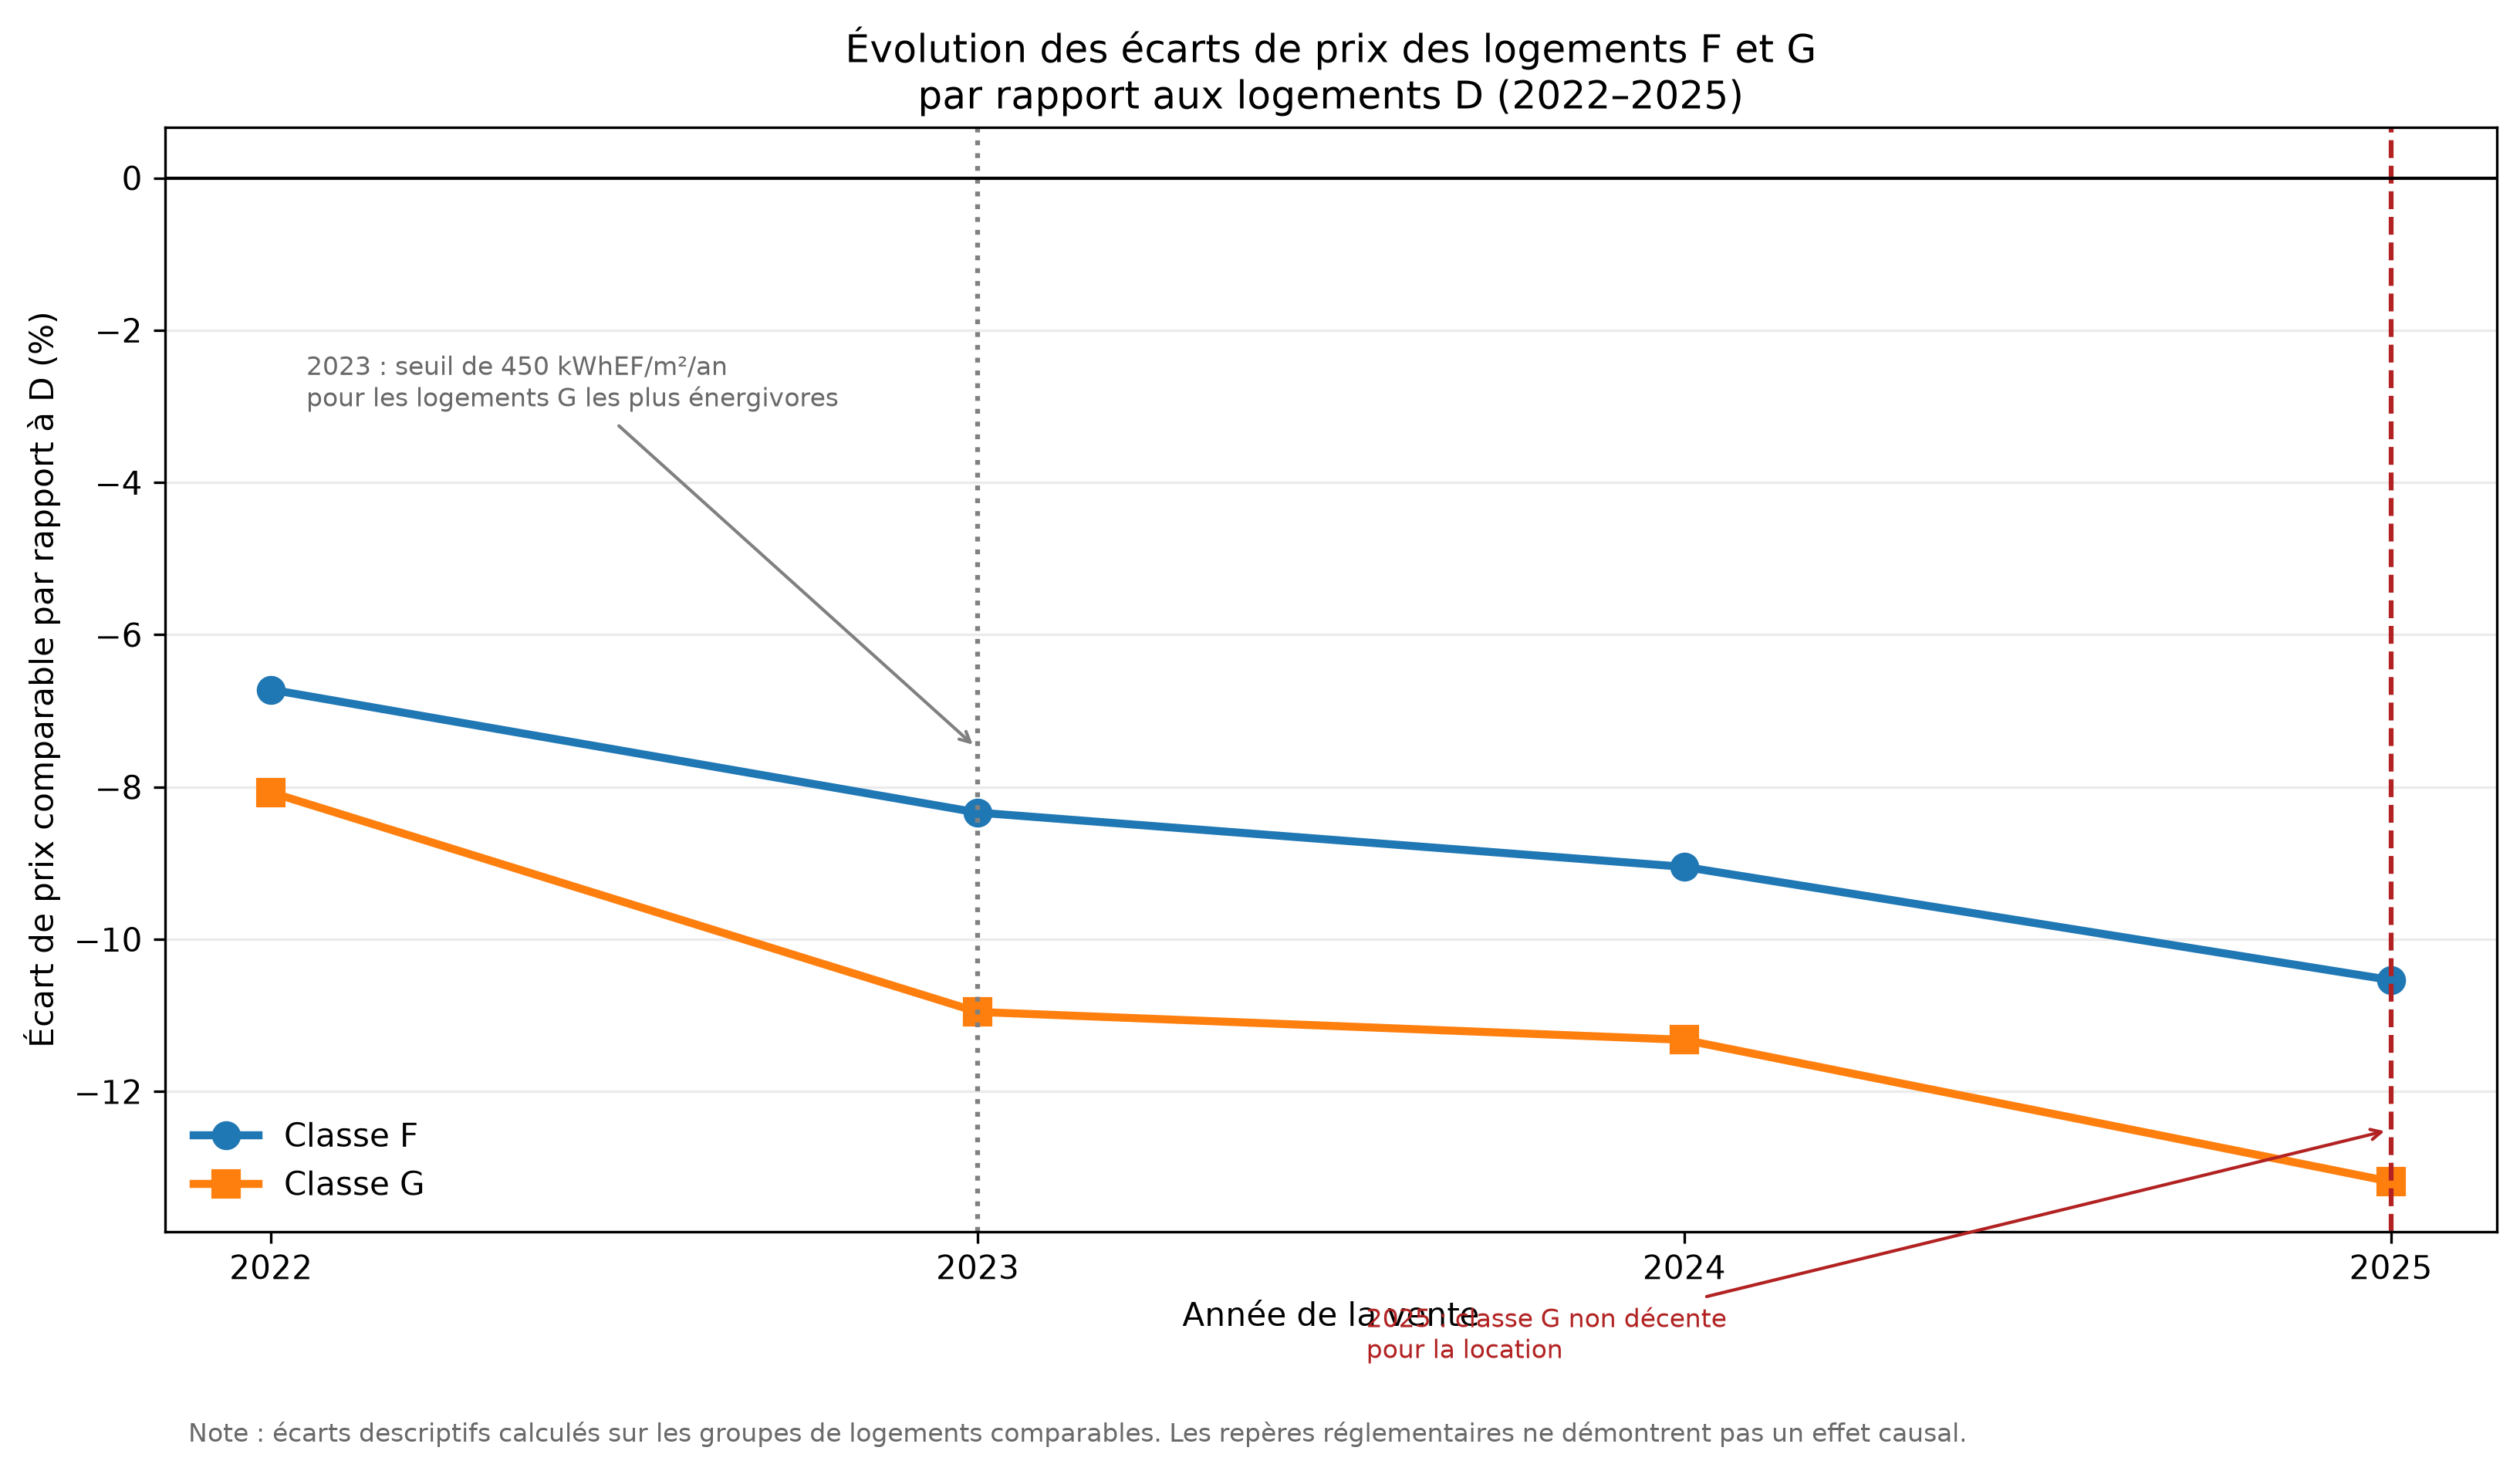 Évolution des écarts de prix des logements F et G
par rapport aux logements D (2022–2025)
Écart de prix comparable par rapport à D (%)
0
−2
−4
−6
−8
−10
−12
2023 : seuil de 450 kWhEF/m²/an
pour les logements G les plus énergivores
Classe F
Classe G
2022
2023
2024
2025
Année de la vente
2025 : classe G non décente
pour la location
Note : écarts descriptifs calculés sur les groupes de logements comparables. Les repères réglementaires ne démontrent pas un effet causal.